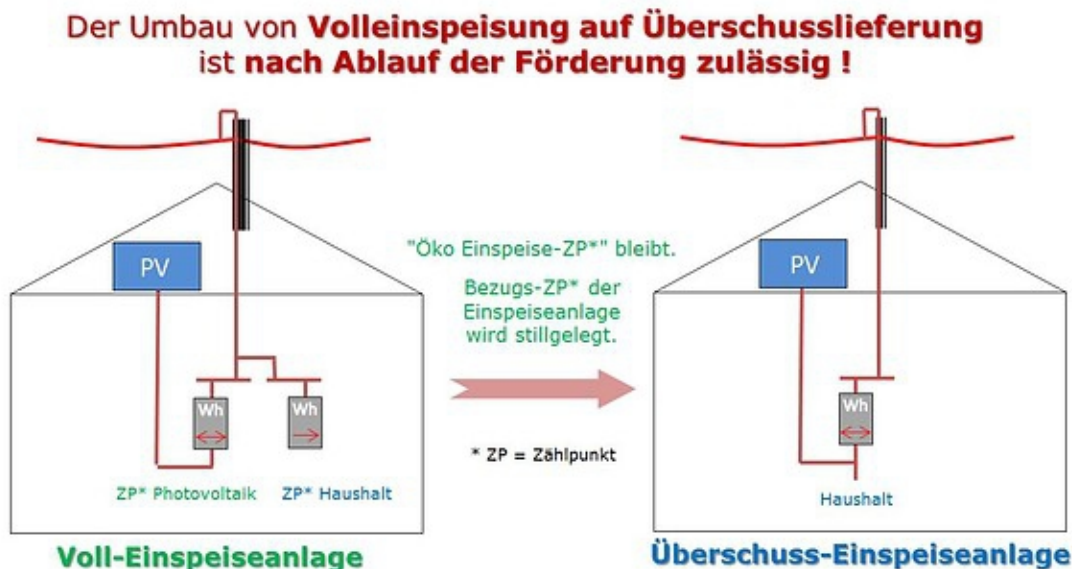 Der Umbau von Volleinspeisung auf Überschusslieferung
ist nach Ablauf der Förderung zulässig !
PV
Wh
Wh
ZP* Photovoltaik
ZP* Haushalt
Voll-Einspeiseanlage
"Öko Einspeise-ZP*" bleibt.
Bezugs-ZP* der
Einspeiseanlage
wird stillgelegt.
* ZP = Zählpunkt
PV
Wh
Haushalt
Überschuss-Einspeiseanlage